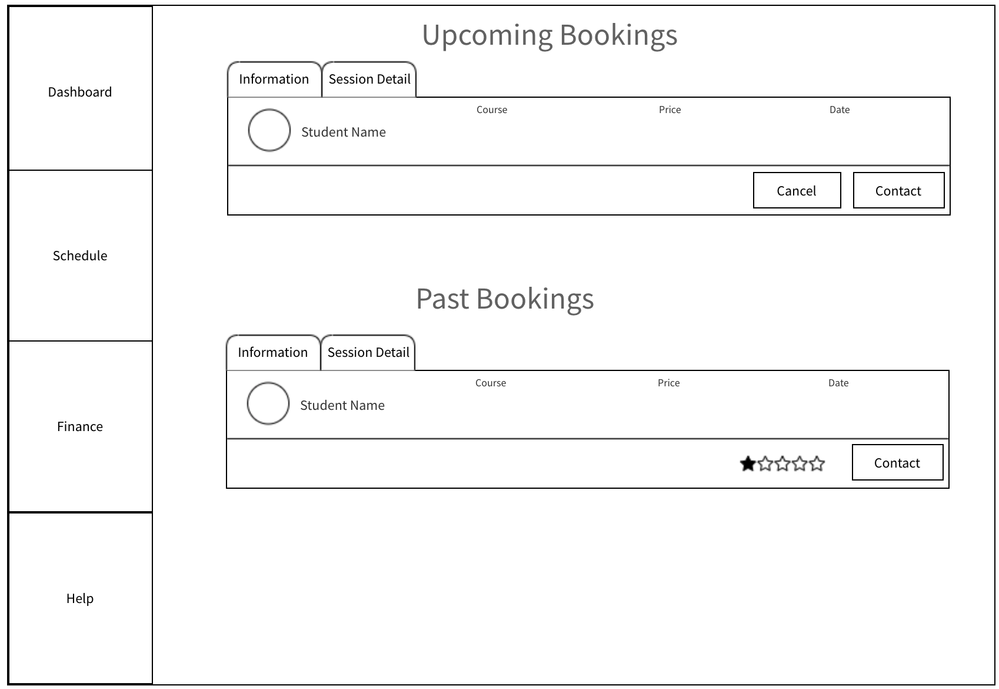 Dashboard
Schedule
Finance
Help
Upcoming Bookings
Information
Session Detail
Course
Price
Date
Student Name
Cancel
Contact
Past Bookings
Information
Session Detail
Course
Price
Date
Student Name
Contact